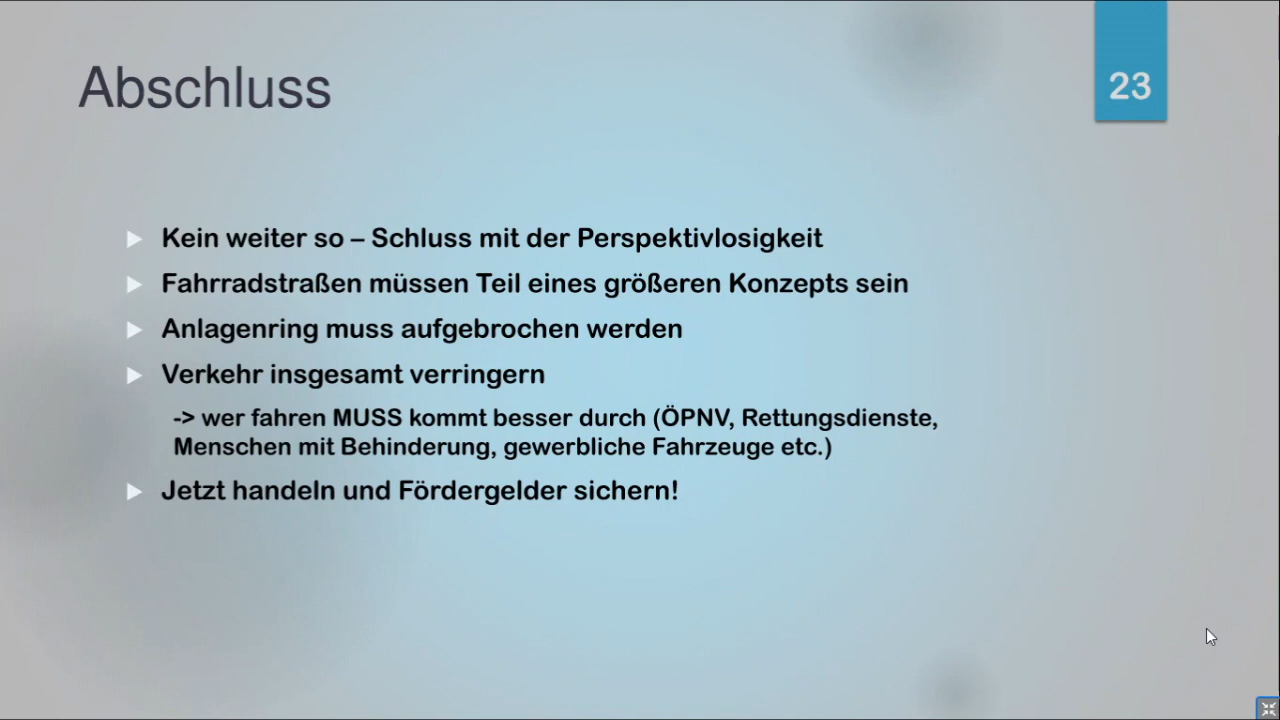 Abschluss
23
Kein weiter so – Schluss mit der Perspektivlosigkeit
Fahrradstraßen müssen Teil eines größeren Konzepts sein
Anlagenring muss aufgebrochen werden
Verkehr insgesamt verringern
-> wer fahren MUSS kommt besser durch (ÖPNV, Rettungsdienste,
Menschen mit Behinderung, gewerbliche Fahrzeuge etc.)
Jetzt handeln und Fördergelder sichern!